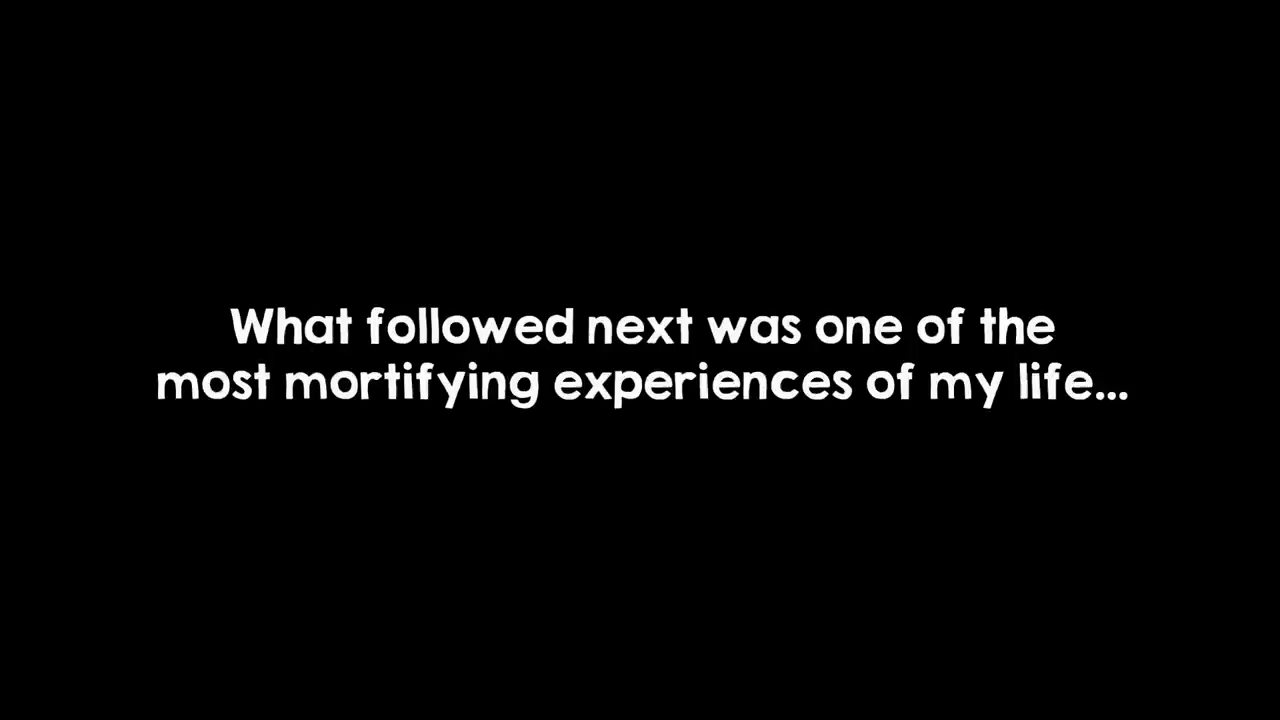 What followed next was one of the
most mortifying experiences of my life...